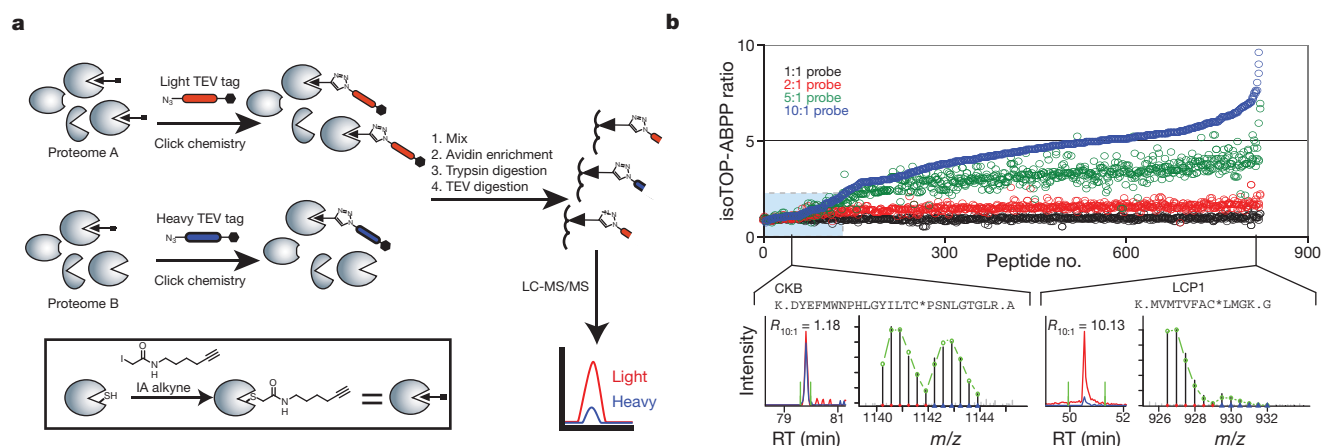 a
Light TEV tag
N3
Click chemistry
Proteome A
Heavy TEV tag
N3
Click chemistry
Proteome B
1. Mix
2. Avidin enrichment
3. Trypsin digestion
4. TEV digestion
LC-MS/MS
Light
Heavy
I
O
N
H
SH
IA alkyne
S
O
N
H
=
b
isoTOP-ABPP ratio
10
5
0
1:1 probe
2:1 probe
5:1 probe
10:1 probe
0 300 600 900
Peptide no.
CKB
K.DYEFMWNPHLGYILTC*PSNLGTGLR.A
LCP1
K.MVMTVFAC*LMGK.G
Intensity
R10:1 = 1.18
79 81
RT (min)
1140 1142 1144
m/z
R10:1 = 10.13
50 52
RT (min)
926 928 930 932
m/z